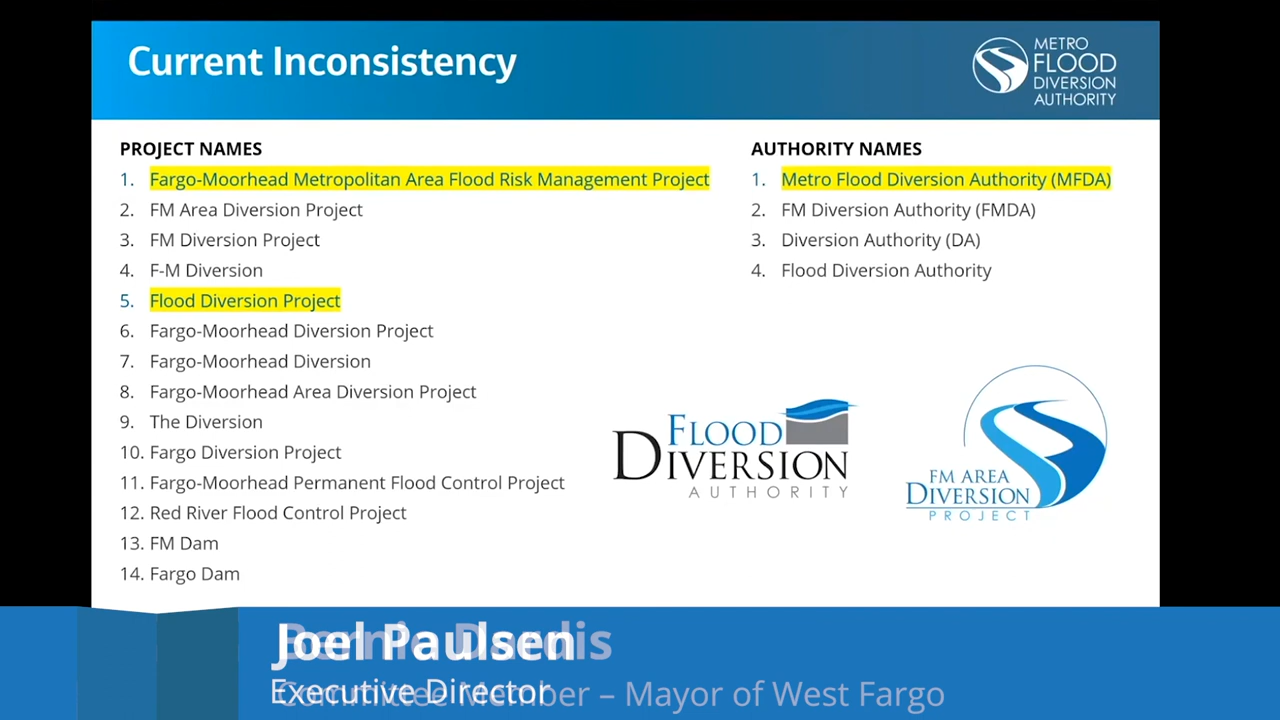 Current Inconsistency
METRO
FLOOD
DIVERSION
AUTHORITY
PROJECT NAMES
1. Fargo-Moorhead Metropolitan Area Flood Risk Management Project
2. FM Area Diversion Project
3. FM Diversion Project
4. F-M Diversion
5. Flood Diversion Project
6. Fargo-Moorhead Diversion Project
7. Fargo-Moorhead Diversion
8. Fargo-Moorhead Area Diversion Project
9. The Diversion
10. Fargo Diversion Project
11. Fargo-Moorhead Permanent Flood Control Project
12. Red River Flood Control Project
13. FM Dam
14. Fargo Dam
AUTHORITY NAMES
1. Metro Flood Diversion Authority (MFDA)
2. FM Diversion Authority (FMDA)
3. Diversion Authority (DA)
4. Flood Diversion Authority
FLOOD
DIVERSION
AUTHORITY
FM AREA
DIVERSION
PROJECT
Joel Paulsen
Bernie Dardis
Executive Director
Committee Member – Mayor of West Fargo